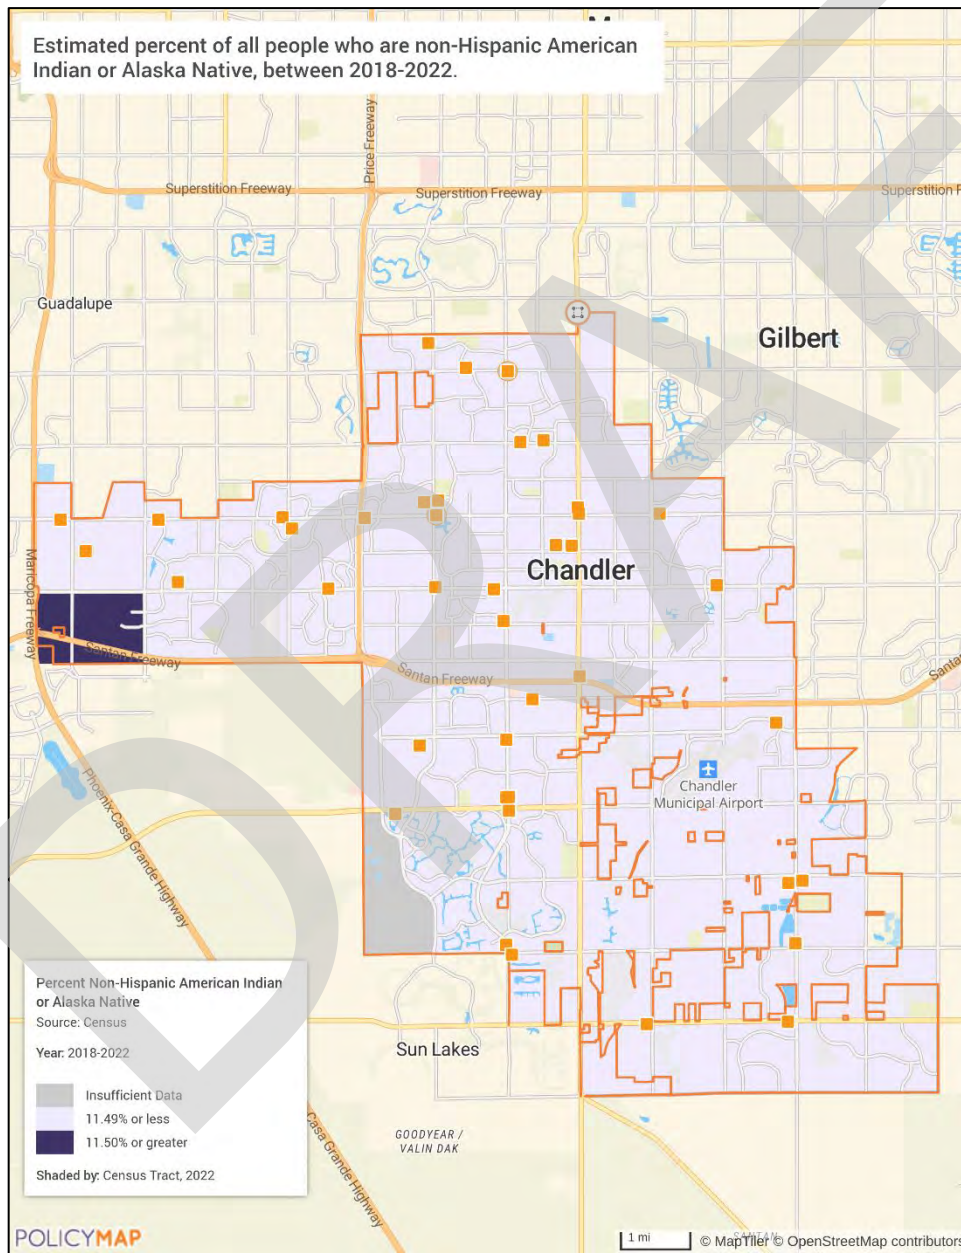 M
Estimated percent of all people who are non-Hispanic American
Indian or Alaska Native, between 2018-2022.
Price Freeway
Superstition Freeway
Superstition Freeway
Superstition F
Guadalupe
Gilbert
Maricopa Freeway
Chandler
Santan Freeway
Santan Freeway
Santan
Chandler
Municipal Airport
Phoenix-Casa Grande Highway
Sun Lakes
GOODYEAR /
VALIN DAK
Casa Grande Highway
Percent Non-Hispanic American Indian
or Alaska Native
Source: Census
Year: 2018-2022
Insufficient Data
11.49% or less
11.50% or greater
Shaded by: Census Tract, 2022
POLICYMAP
1 mi
SANTAN
© MapTiler © OpenStreetMap contributors
DRAF